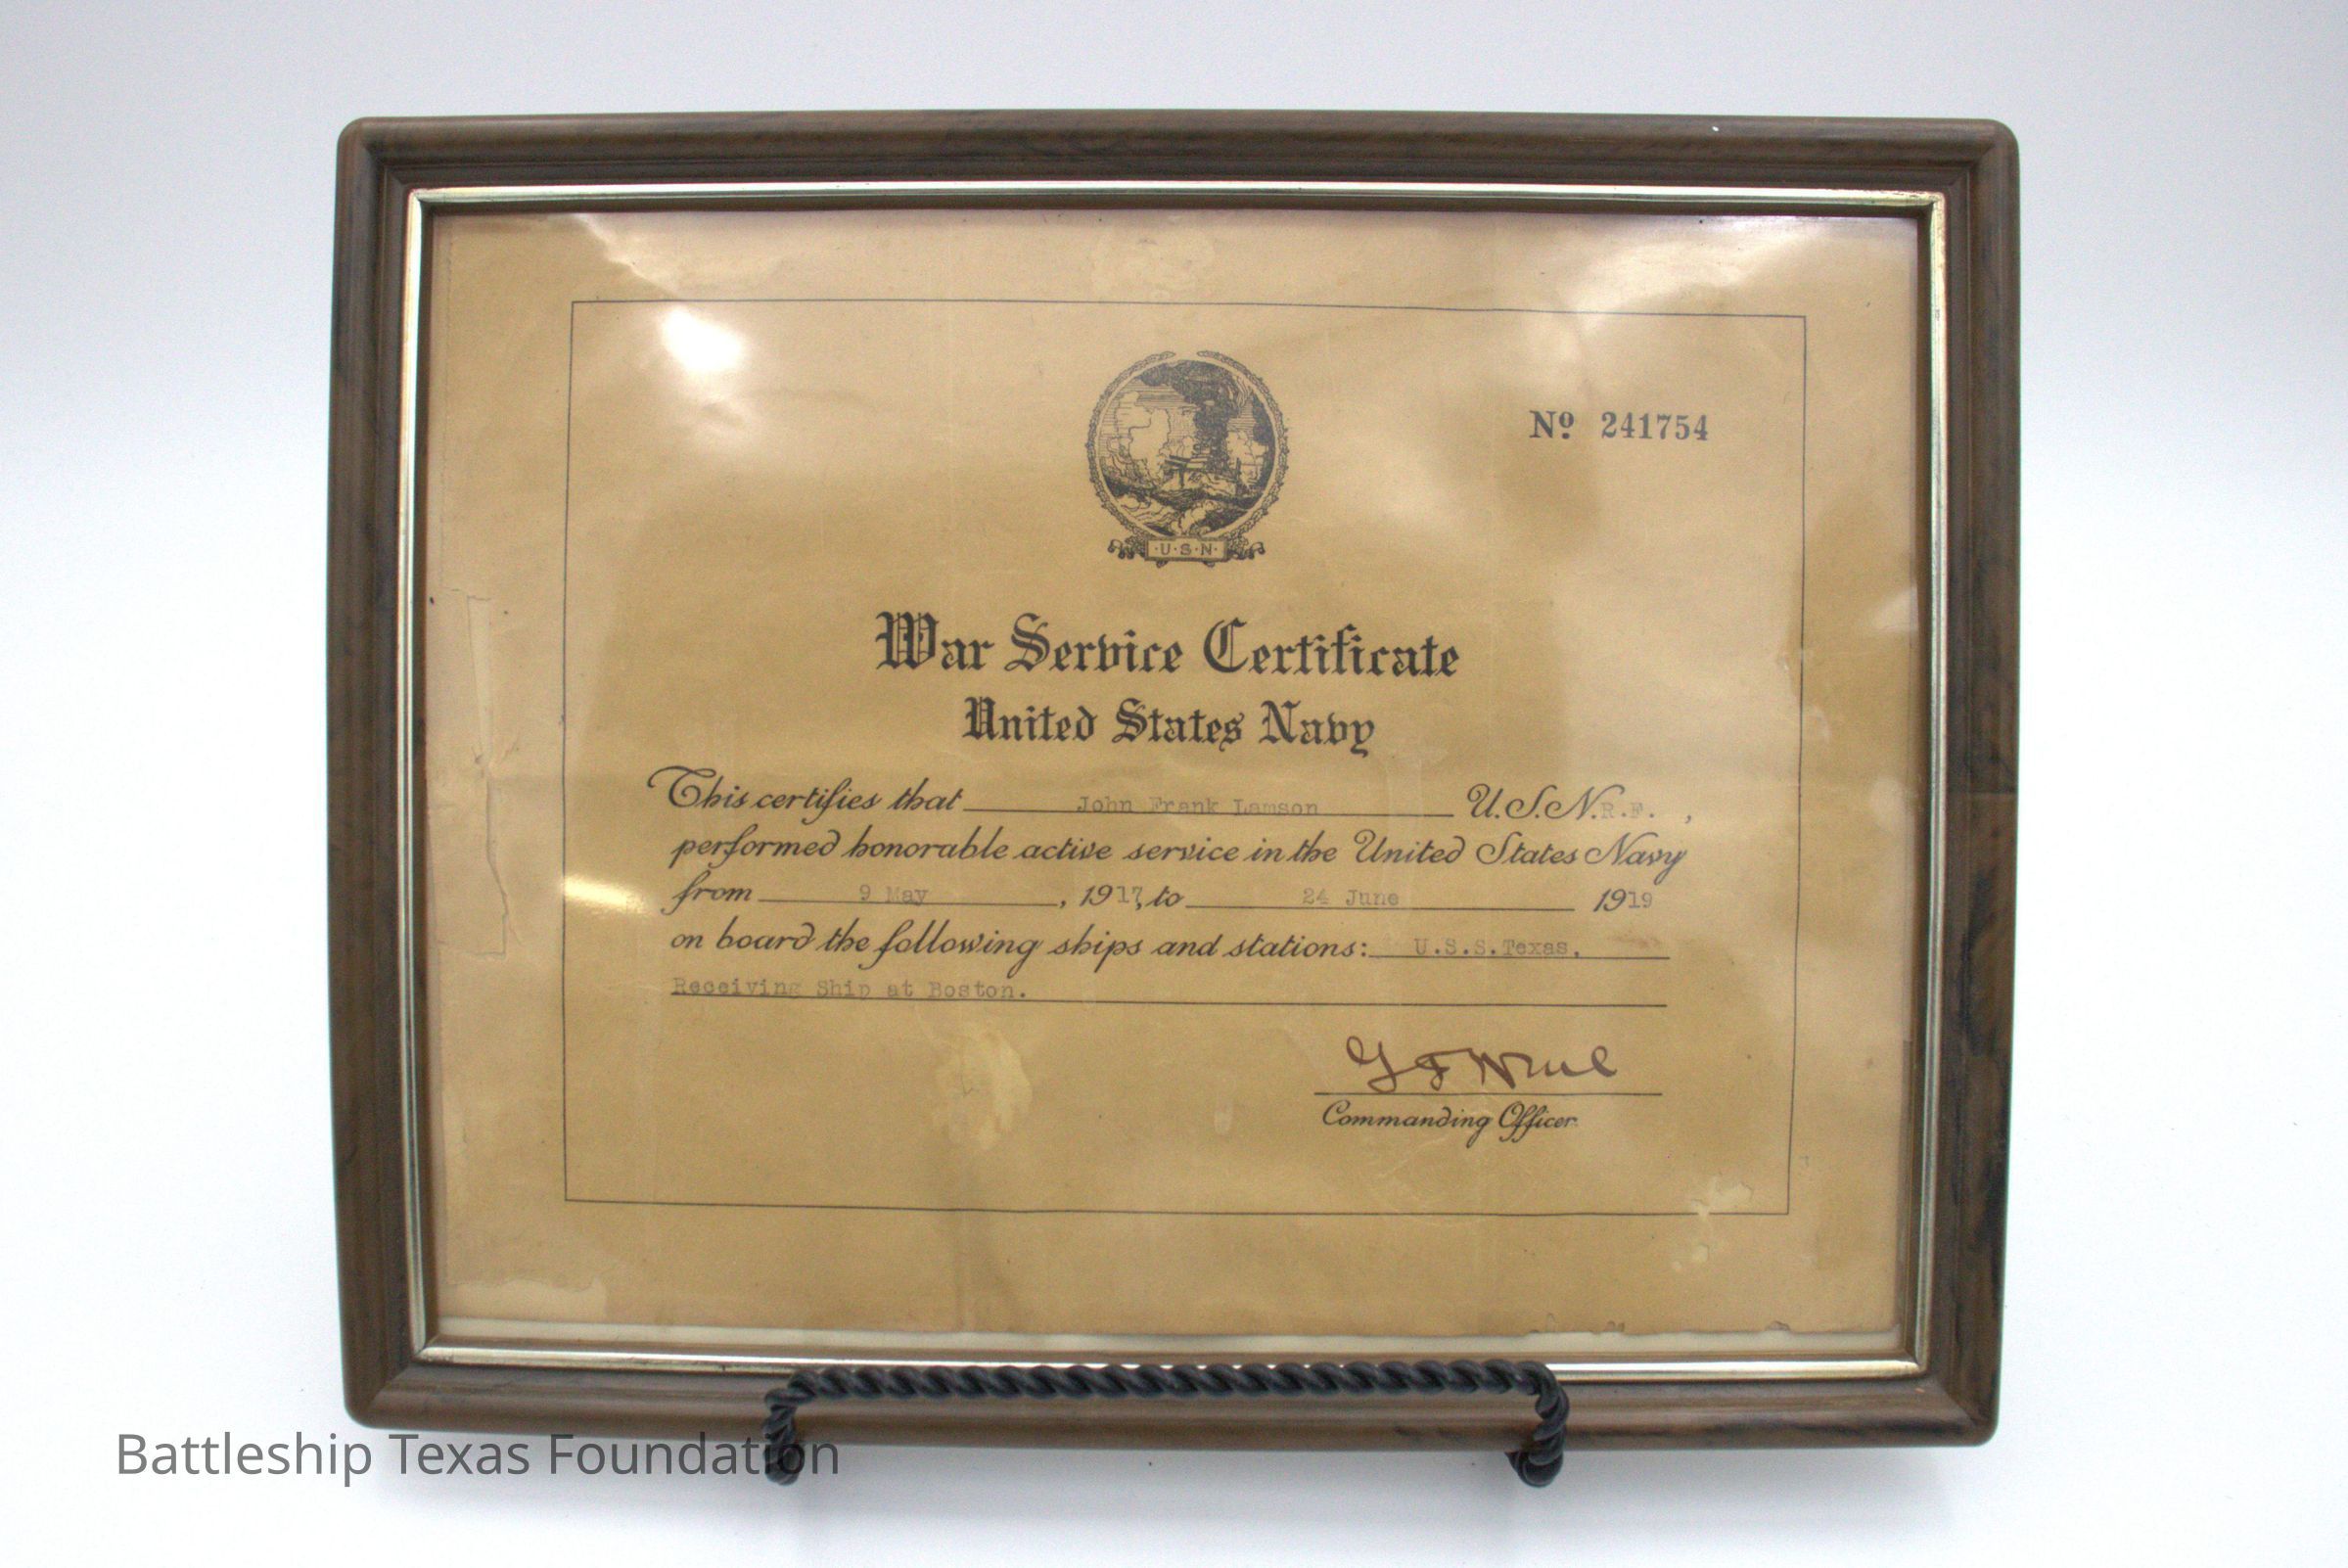 Nº 241754
·U·S·N·
War Service Certificate
United States Navy
This certifies that John Frank Lamson U.S.N.R.F. ,
performed honorable active service in the United States Navy
from 9 May , 1917, to 24 June 1919
on board the following ships and stations: U.S.S.Texas,
Receiving Ship at Boston.
Commanding Officer
Battleship Texas Foundation